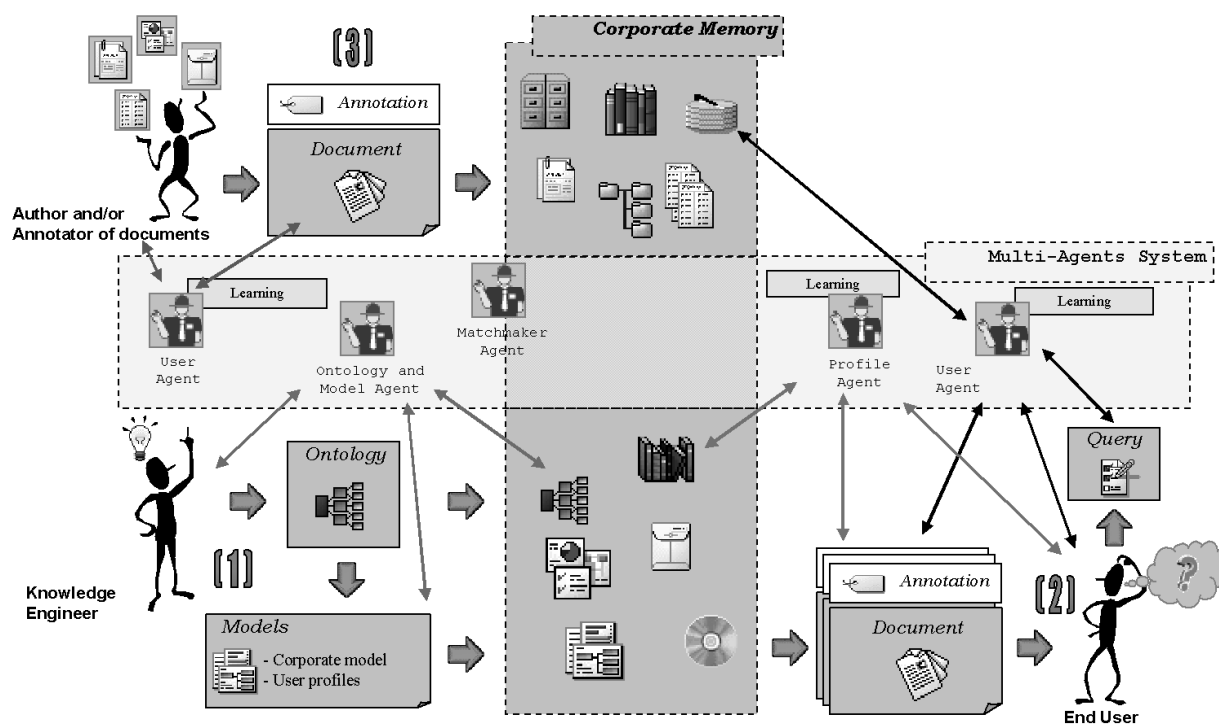 Corporate Memory
(3)
Annotation
Document
Author and/or
Annotator of documents
Multi-Agents System
Learning
Learning
Learning
User
Agent
Ontology and
Model Agent
Matchmaker
Agent
Profile
Agent
User
Agent
Ontology
Query
(1)
Knowledge
Engineer
Models
- Corporate model
- User profiles
Annotation
Document
(2)
?
End User